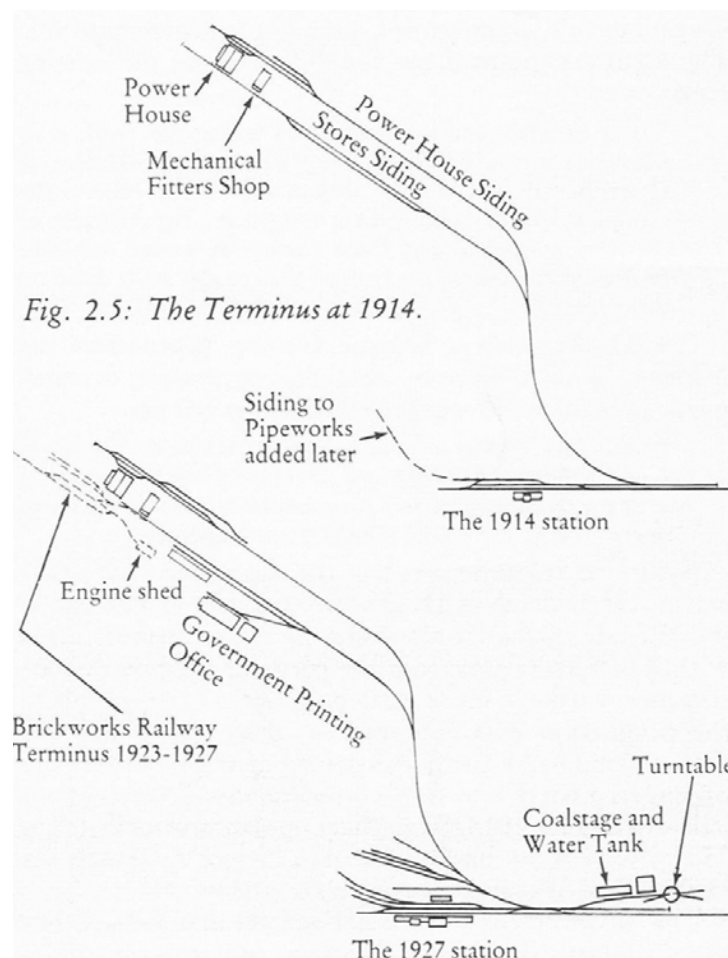 Power
House
Mechanical
Fitters Shop
Power House Siding
Stores Siding
Fig. 2.5: The Terminus at 1914.
Siding to
Pipeworks
added later
The 1914 station
Engine shed
Government Printing
Office
Brickworks Railway
Terminus 1923-1927
Turntable
Coalstage and
Water Tank
The 1927 station